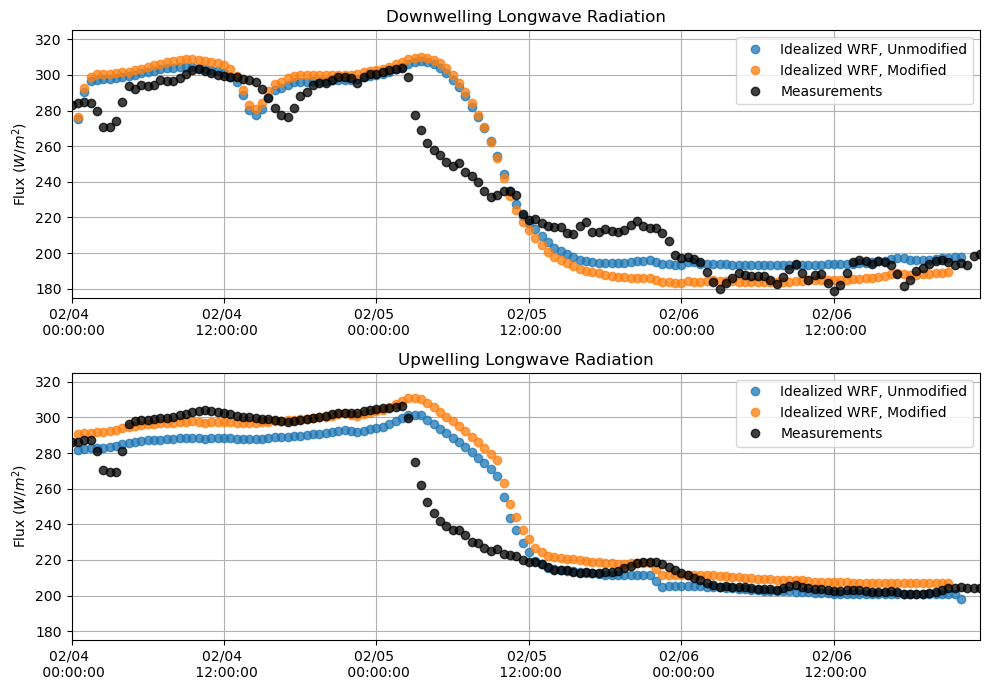 Downwelling Longwave Radiation
320
300
280
260
240
220
200
180
Flux (W/m²)
Idealized WRF, Unmodified
Idealized WRF, Modified
Measurements
02/04 02/04 02/05 02/05 02/06 02/06
00:00:00 12:00:00 00:00:00 12:00:00 00:00:00 12:00:00
Upwelling Longwave Radiation
320
300
280
260
240
220
200
180
Flux (W/m²)
Idealized WRF, Unmodified
Idealized WRF, Modified
Measurements
02/04 02/04 02/05 02/05 02/06 02/06
00:00:00 12:00:00 00:00:00 12:00:00 00:00:00 12:00:00